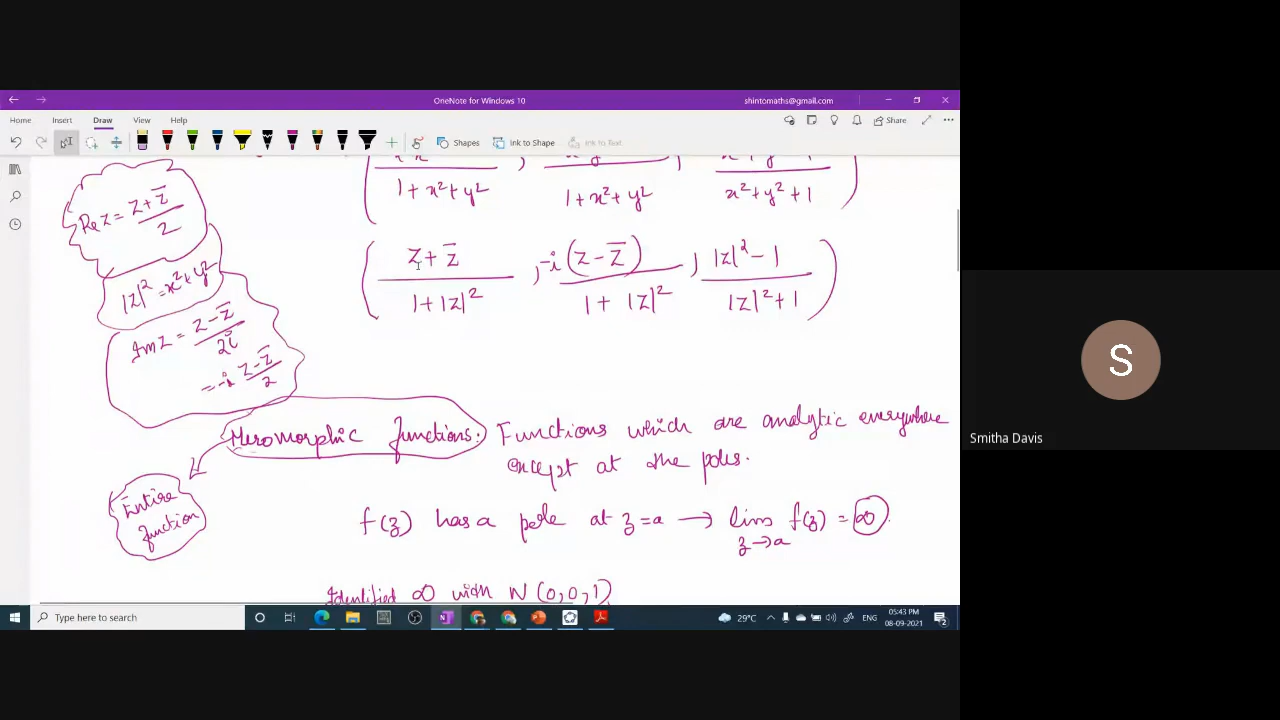 OneNote for Windows 10
shintomaths@gmail.com
Home Insert Draw View Help
Share
Shapes Ink to Shape Ink to Text
1 + x² + y² , 1 + x² + y² , x² + y² + 1
Re z = z + z̅ / 2
( z + z̅ / 1 + |z|² , -i (z - z̅) / 1 + |z|² , |z|² - 1 / |z|² + 1 )
|z|² = x² + y²
Im z = z - z̅ / 2i
= -i z - z̅ / 2
Meromorphic functions: Functions which are analytic everywhere
except at the poles.
Entire
function
f(z) has a pole at z = a → lim f(z) = ∞.
z→a
Identified ∞ with N(0,0,1)
Type here to search
29°C ENG 05:43 PM
08-09-2021
2
S
Smitha Davis